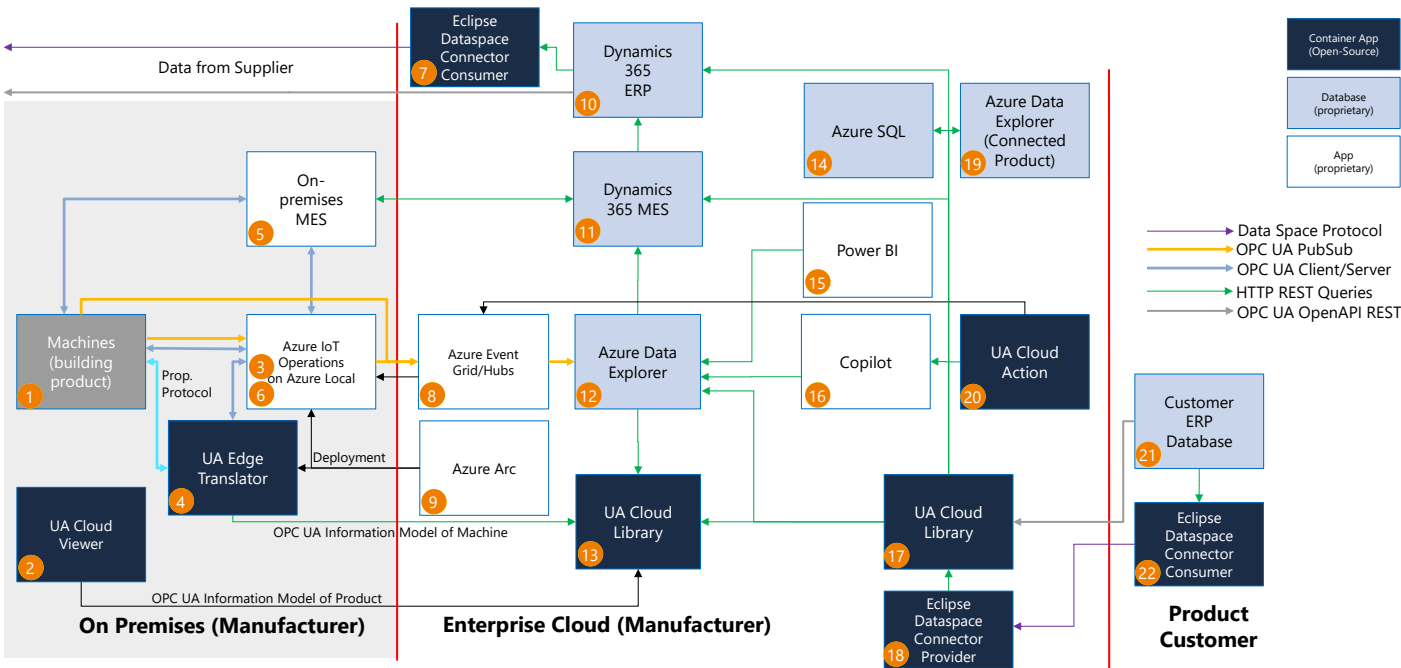 Eclipse
Dataspace
Connector
Consumer
7
Data from Supplier
Dynamics
365
ERP
10
Azure SQL
14
Azure Data
Explorer
(Connected
Product)
19
Container App
(Open-Source)
Database
(proprietary)
App
(proprietary)
On-
premises
MES
5
Dynamics
365 MES
11
Power BI
15
Data Space Protocol
OPC UA PubSub
OPC UA Client/Server
HTTP REST Queries
OPC UA OpenAPI REST
Machines
(building
product)
1
Prop.
Protocol
Azure IoT
Operations
on Azure Local
3
6
Azure Event
Grid/Hubs
8
Azure Data
Explorer
12
Copilot
16
UA Cloud
Action
20
Customer
ERP
Database
21
UA Edge
Translator
4
Deployment
Azure Arc
9
UA Cloud
Viewer
2
OPC UA Information Model of Machine
UA Cloud
Library
13
UA Cloud
Library
17
Eclipse
Dataspace
Connector
Consumer
22
OPC UA Information Model of Product
Eclipse
Dataspace
Connector
Provider
18
On Premises (Manufacturer)
Enterprise Cloud (Manufacturer)
Product
Customer